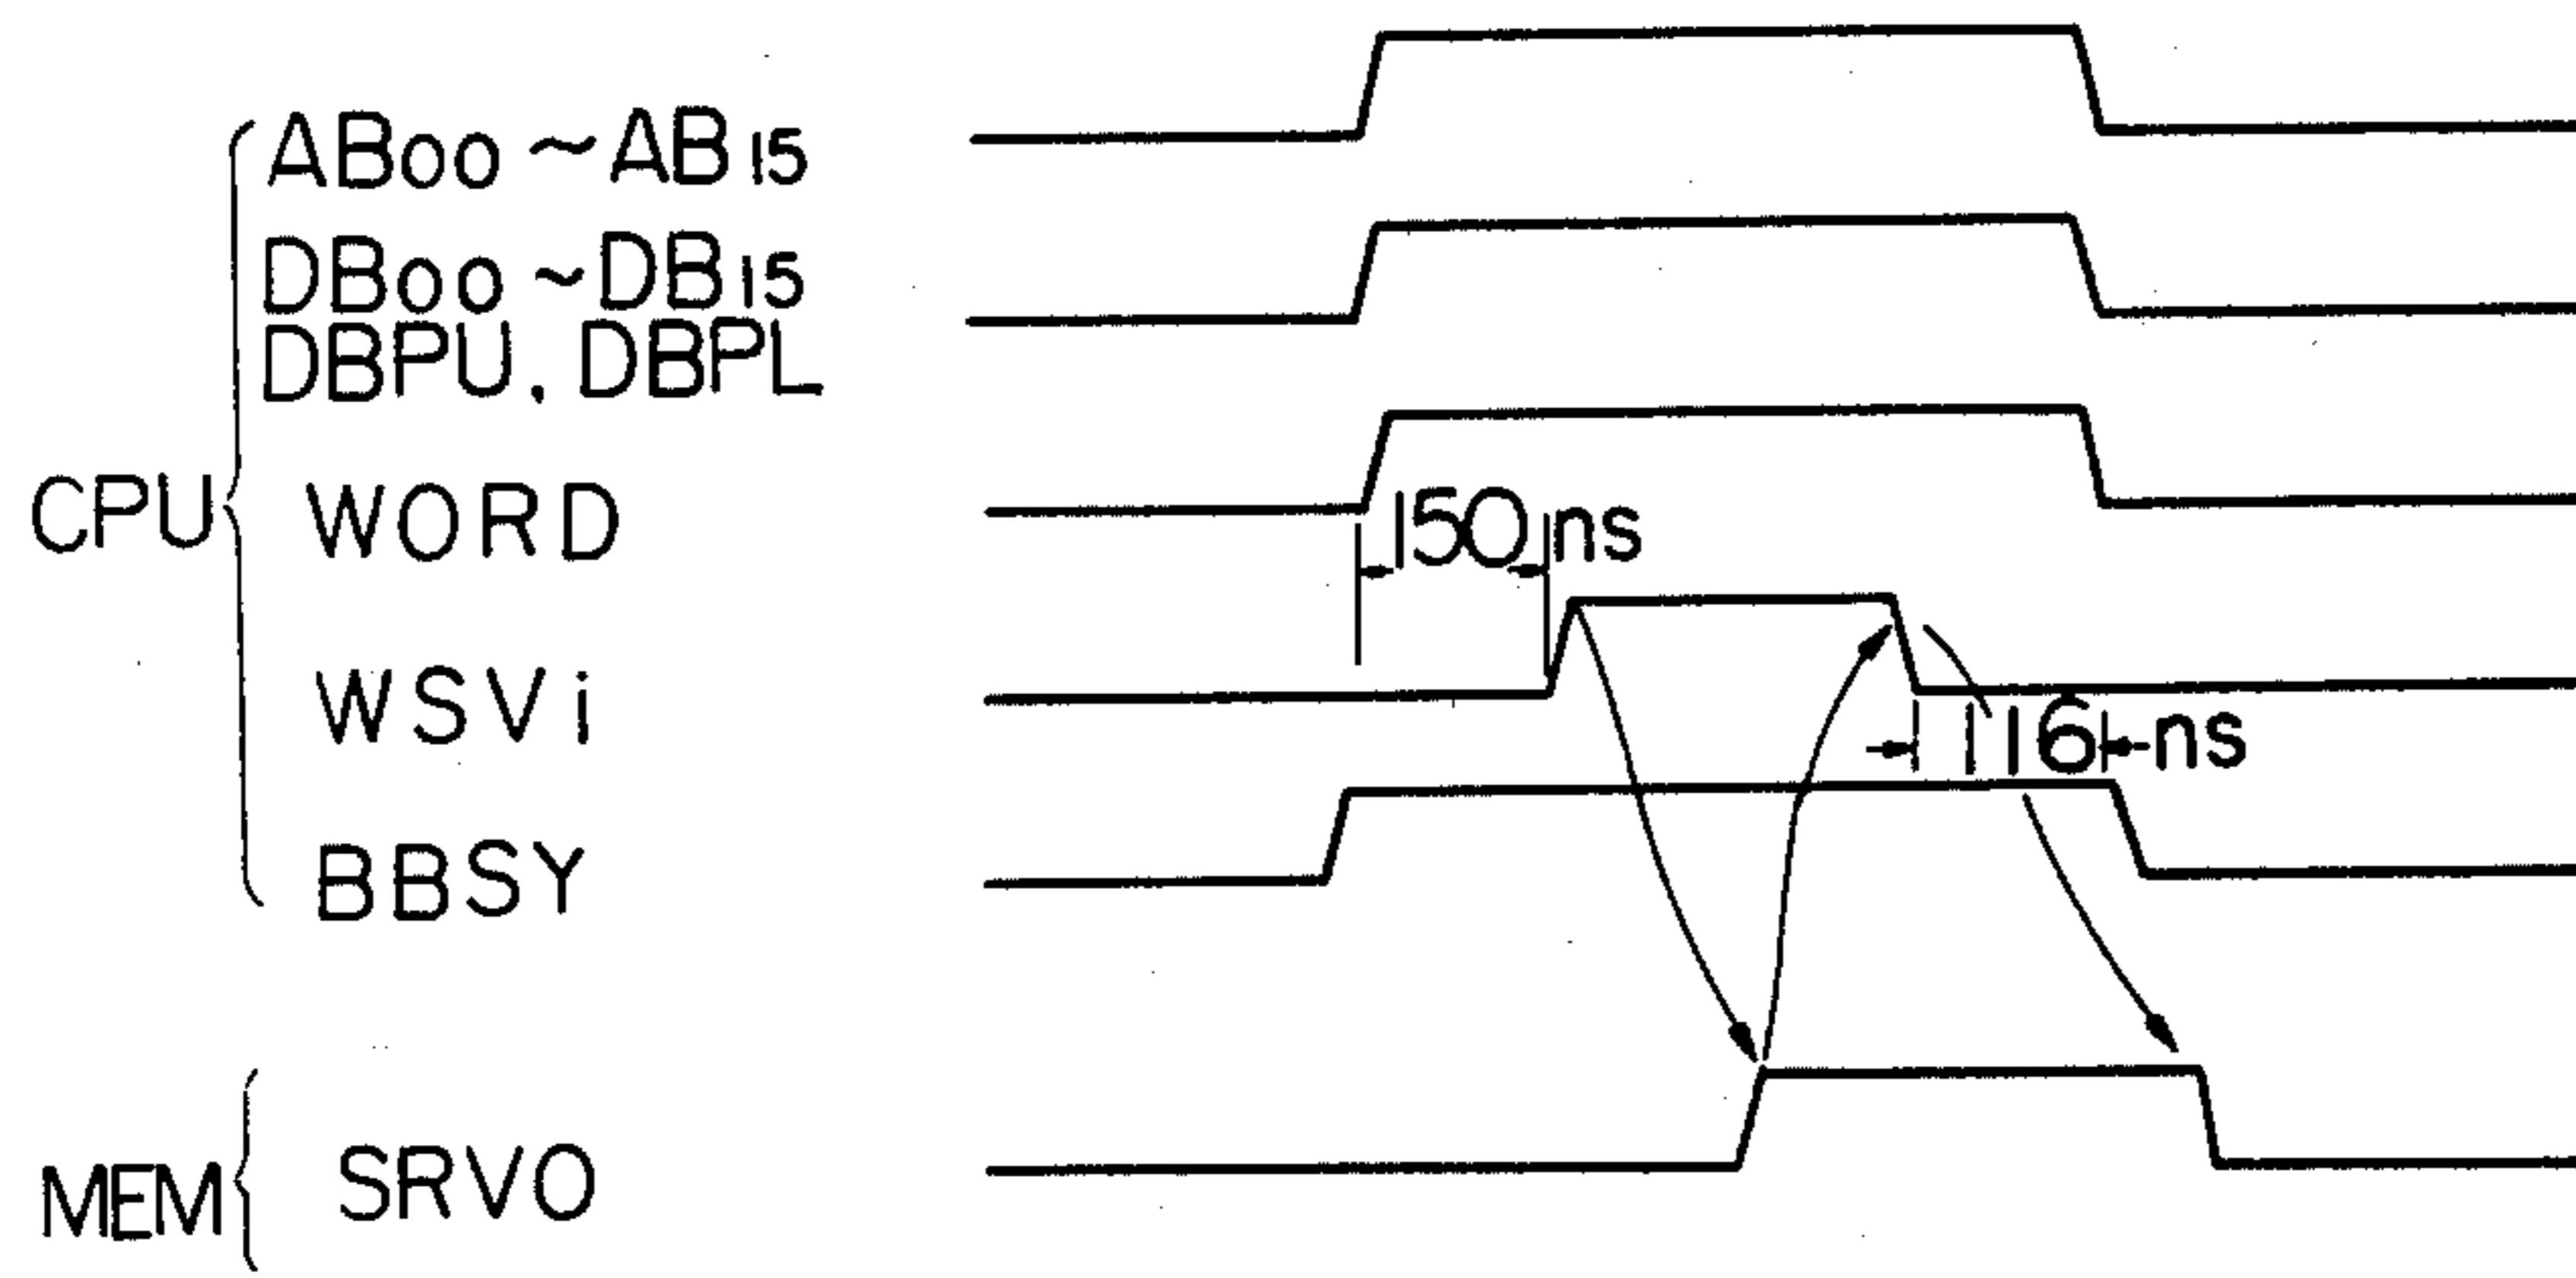 AB00~AB15
DB00~DB15
DBPU, DBPL
CPU
WORD
150 ns
WSVi
116 ns
BBSY
MEM
SRVO